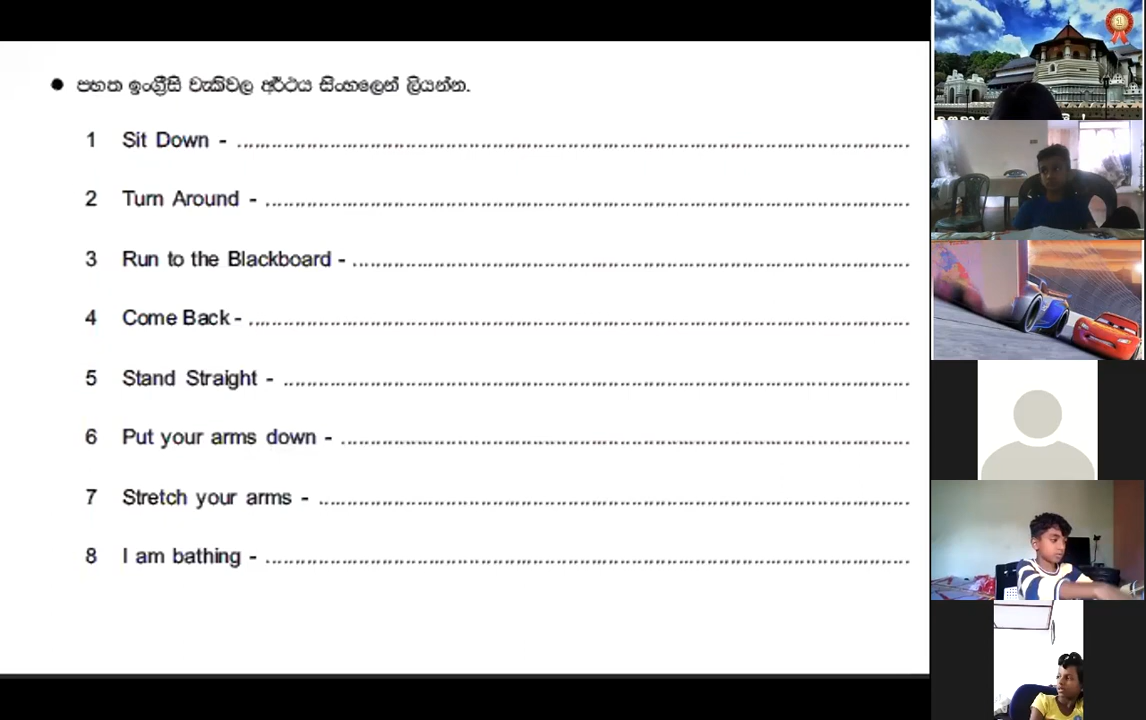 ● පහත ඉංග්‍රීසි වැකිවල අර්ථය සිංහලෙන් ලියන්න.
1 Sit Down - ........................................................................
2 Turn Around - ........................................................................
3 Run to the Blackboard - ........................................................................
4 Come Back - ........................................................................
5 Stand Straight - ........................................................................
6 Put your arms down - ........................................................................
7 Stretch your arms - ........................................................................
8 I am bathing - ........................................................................
1